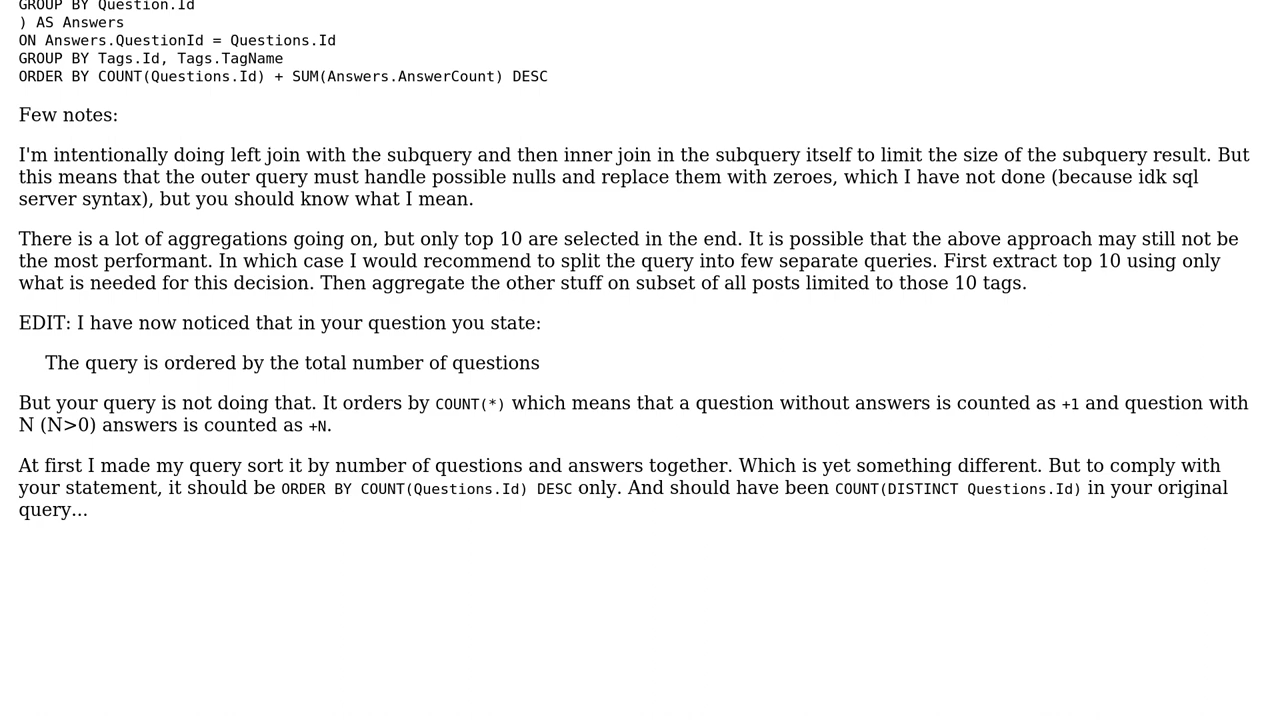 GROUP BY Question.Id
) AS Answers
ON Answers.QuestionId = Questions.Id
GROUP BY Tags.Id, Tags.TagName
ORDER BY COUNT(Questions.Id) + SUM(Answers.AnswerCount) DESC
Few notes:
I'm intentionally doing left join with the subquery and then inner join in the subquery itself to limit the size of the subquery result. But
this means that the outer query must handle possible nulls and replace them with zeroes, which I have not done (because idk sql
server syntax), but you should know what I mean.
There is a lot of aggregations going on, but only top 10 are selected in the end. It is possible that the above approach may still not be
the most performant. In which case I would recommend to split the query into few separate queries. First extract top 10 using only
what is needed for this decision. Then aggregate the other stuff on subset of all posts limited to those 10 tags.
EDIT: I have now noticed that in your question you state:
The query is ordered by the total number of questions
But your query is not doing that. It orders by COUNT(*) which means that a question without answers is counted as +1 and question with
N (N>0) answers is counted as +N.
At first I made my query sort it by number of questions and answers together. Which is yet something different. But to comply with
your statement, it should be ORDER BY COUNT(Questions.Id) DESC only. And should have been COUNT(DISTINCT Questions.Id) in your original
query...